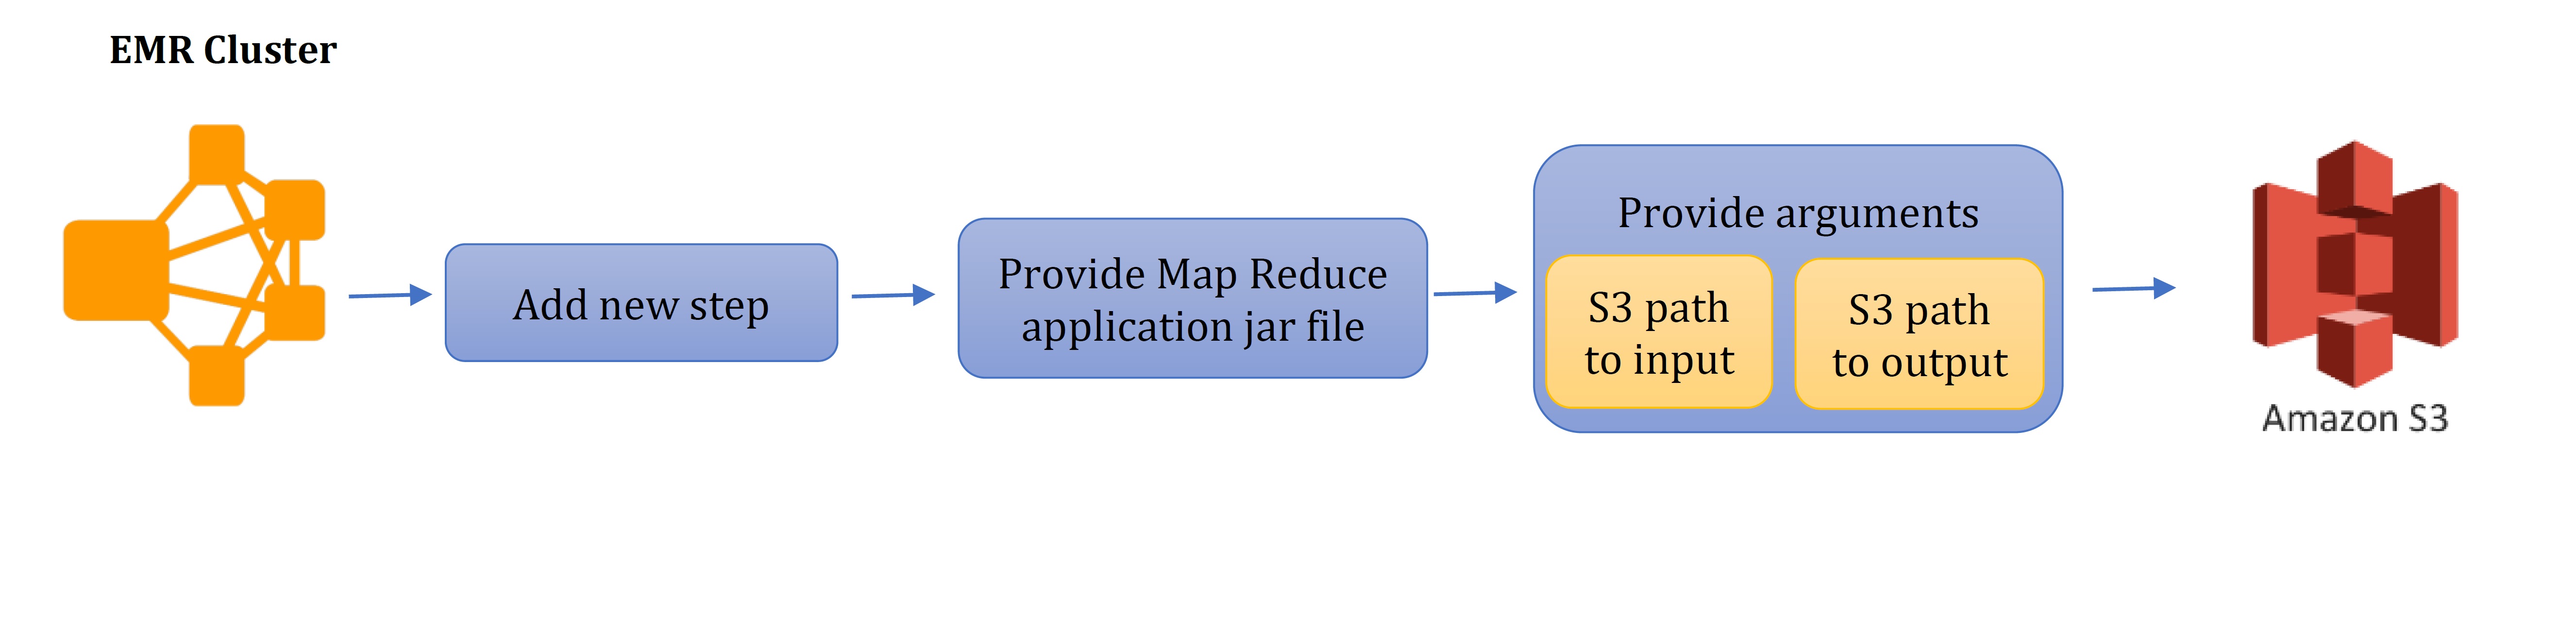 EMR Cluster
Add new step
Provide Map Reduce
application jar file
Provide arguments
S3 path
to input
S3 path
to output
Amazon S3